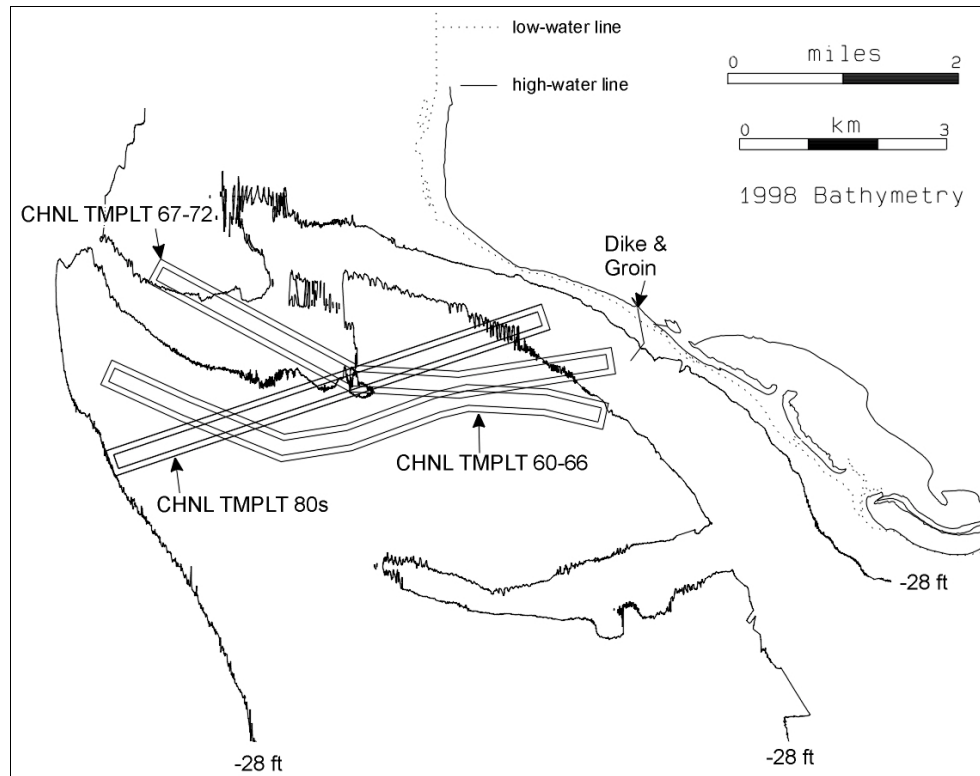 low-water line
high-water line
miles
0 2
km
0 3
1998 Bathymetry
CHNL TMPLT 67-72
Dike &
Groin
CHNL TMPLT 60-66
CHNL TMPLT 80s
-28 ft
-28 ft
-28 ft